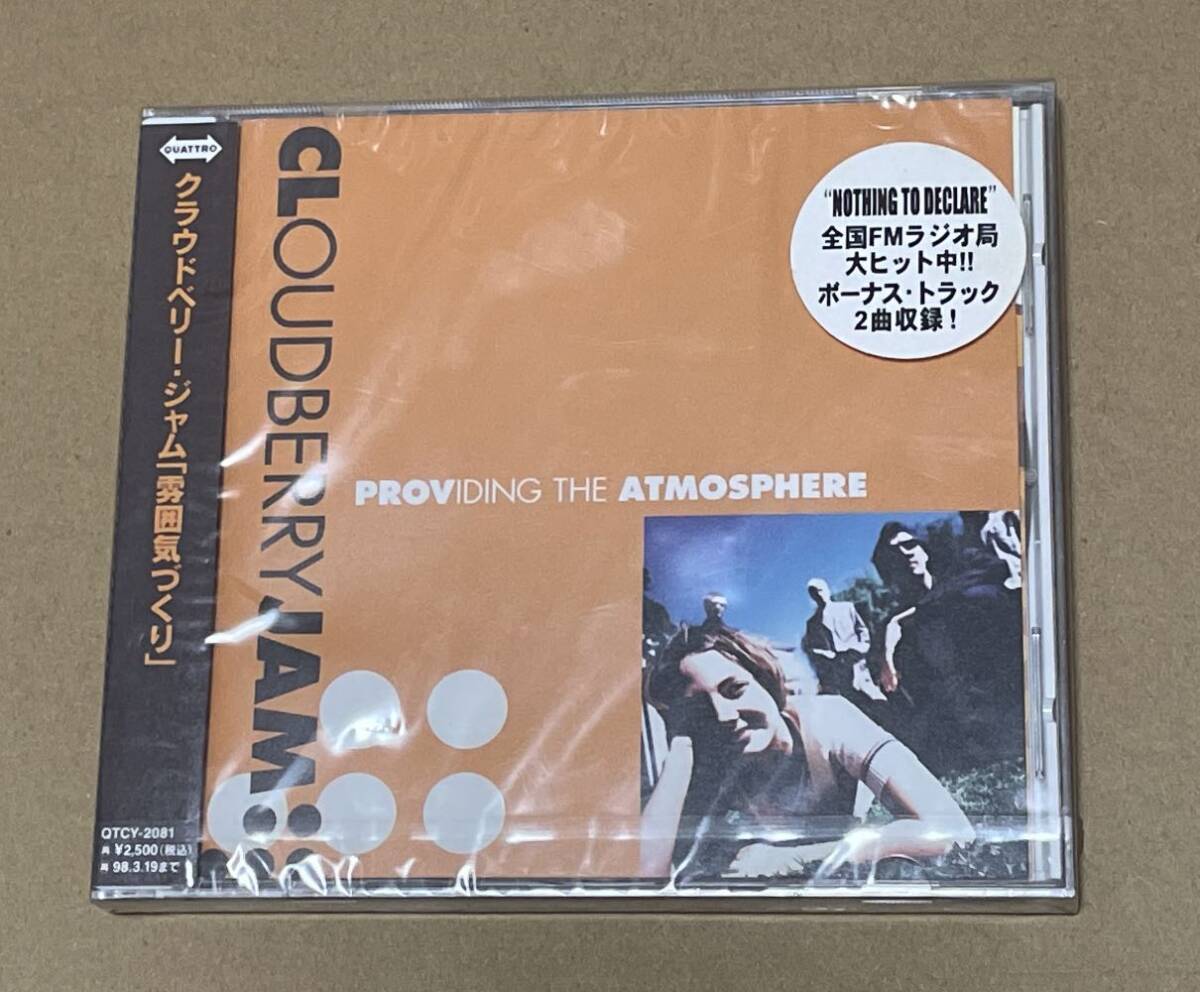 QUATTRO
クラウドベリー・ジャム「雰囲気づくり」
QTCY-2081
¥2,500(税込)
98.3.19まで
CLOUDBERRY JAM
PROVIDING THE ATMOSPHERE
“NOTHING TO DECLARE”
全国FMラジオ局
大ヒット中!!
ボーナス・トラック
2曲収録！